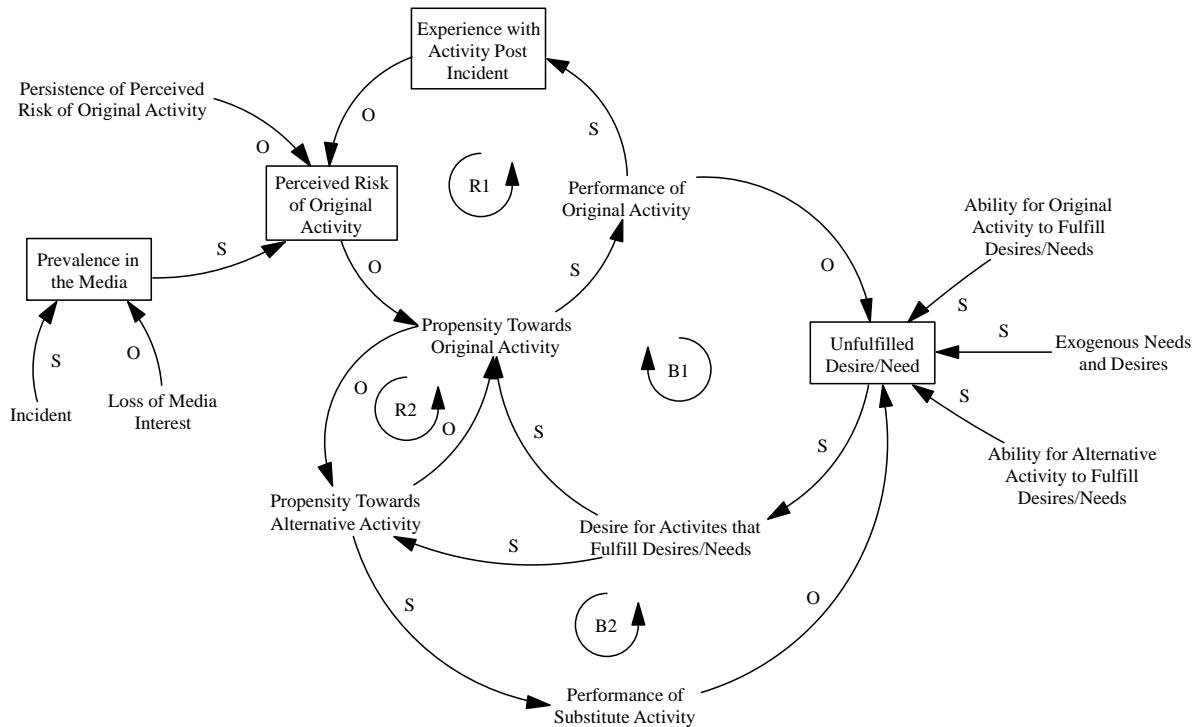 Experience with
Activity Post
Incident
Persistence of Perceived
Risk of Original Activity
O
O
S
R1
Perceived Risk
of Original
Activity
Performance of
Original Activity
Ability for Original
Activity to Fulfill
Desires/Needs
Prevalence in
the Media
S
O
S
O
S
S
O
S
Incident
Loss of Media
Interest
Propensity Towards
Original Activity
B1
Unfulfilled
Desire/Need
S
Exogenous Needs
and Desires
O
R2
O
S
S
S
Ability for Alternative
Activity to Fulfill
Desires/Needs
Propensity Towards
Alternative Activity
Desire for Activites that
Fulfill Desires/Needs
S
S
B2
O
Performance of
Substitute Activity